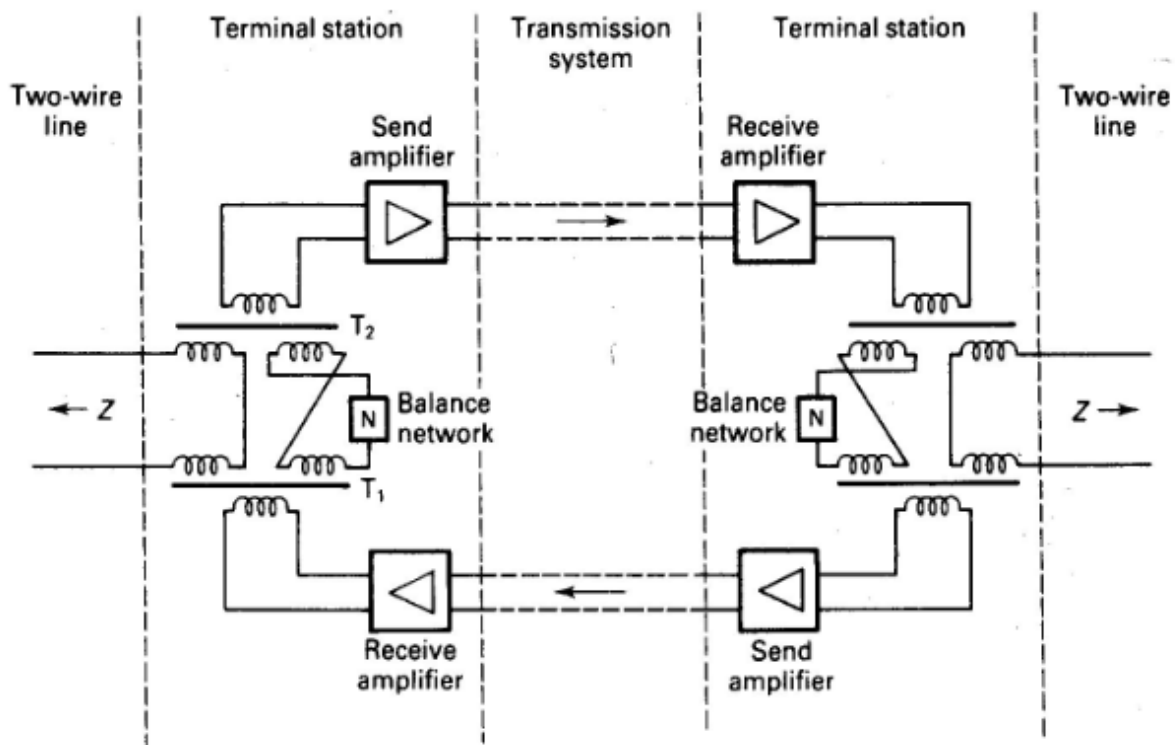 Terminal station
Transmission
system
Terminal station
Two-wire
line
Two-wire
line
Send
amplifier
Receive
amplifier
T₂
Z
N
Balance
network
Balance
network
N
Z
T₁
Receive
amplifier
Send
amplifier